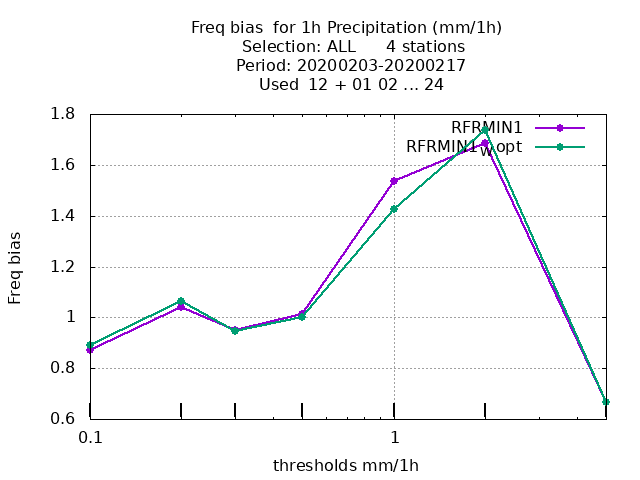 Freq bias  for 1h Precipitation (mm/1h)
Selection: ALL      4 stations
Period: 20200203-20200217
Used  12 + 01 02 ... 24
RFRMIN1
RFRMIN1_W opt
1.8
1.6
1.4
1.2
1
0.8
0.6
Freq bias
0.1
1
thresholds mm/1h